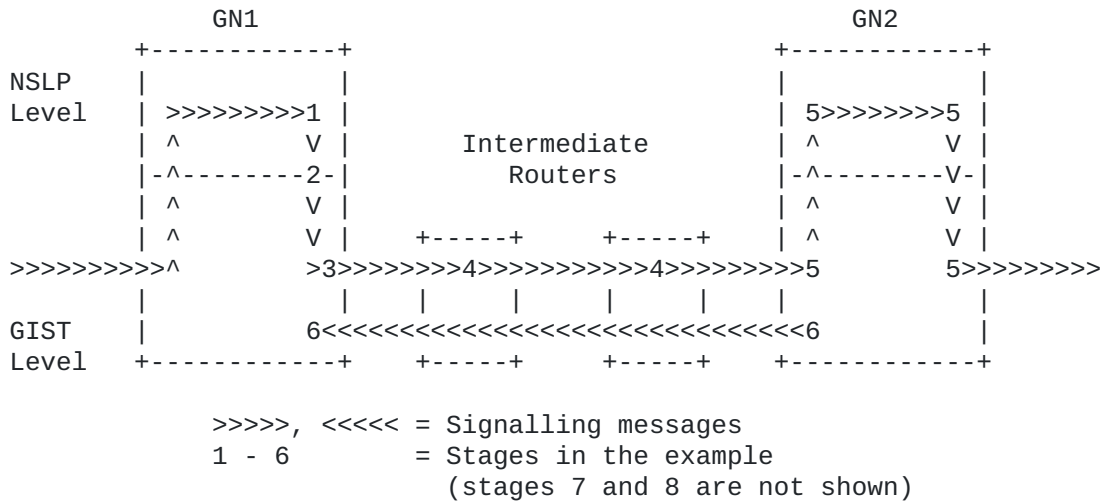 GN1                                       GN2
          +------------+                            +------------+
NSLP      |            |                            |            |
Level     | >>>>>>>>>1 |                            | 5>>>>>>>>5 |
          | ^        V |       Intermediate         | ^        V |
          |-^--------2-|          Routers           |-^--------V-|
          | ^        V |                            | ^        V |
          | ^        V |    +-----+     +-----+     | ^        V |
>>>>>>>>>>^         >3>>>>>>>>4>>>>>>>>>>>4>>>>>>>>>5        5>>>>>>>>>
          |            |    |     |     |     |     |            |
GIST      |          6<<<<<<<<<<<<<<<<<<<<<<<<<<<<<<<6           |
Level     +------------+    +-----+     +-----+     +------------+

               >>>>>, <<<<< = Signalling messages
               1 - 6        = Stages in the example
                              (stages 7 and 8 are not shown)